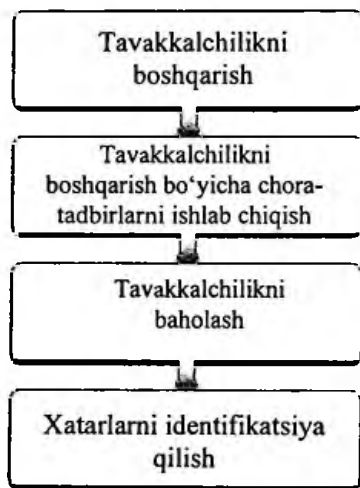 Tavakkalchilikni
boshqarish
Tavakkalchilikni
boshqarish bo‘yicha chora-
tadbirlarni ishlab chiqish
Tavakkalchilikni
baholash
Xatarlarni identifikatsiya
qilish